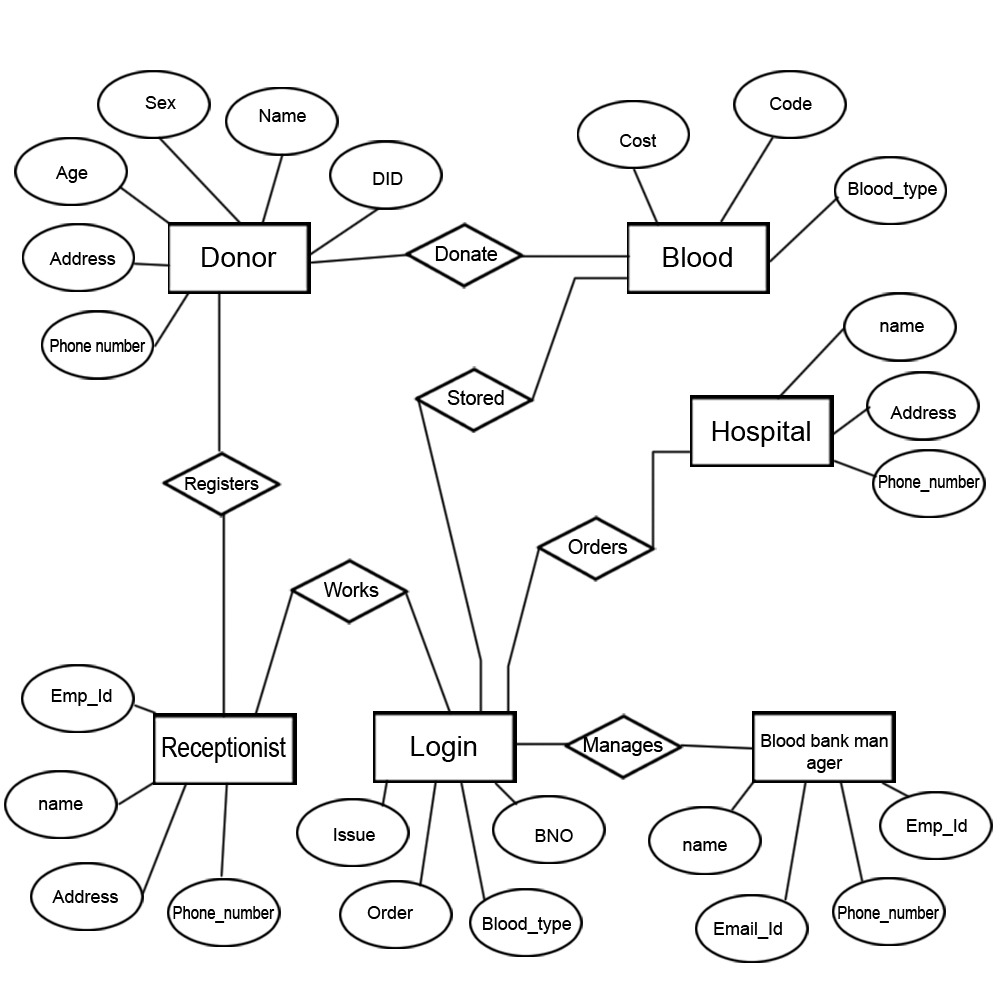 Sex
Name
Age
DID
Address
Phone number
Donor
Donate
Cost
Code
Blood_type
Blood
Stored
name
Address
Phone_number
Hospital
Registers
Orders
Works
Emp_Id
Receptionist
name
Address
Phone_number
Login
Manages
Issue
BNO
Order
Blood_type
Blood bank man
ager
name
Emp_Id
Email_Id
Phone_number